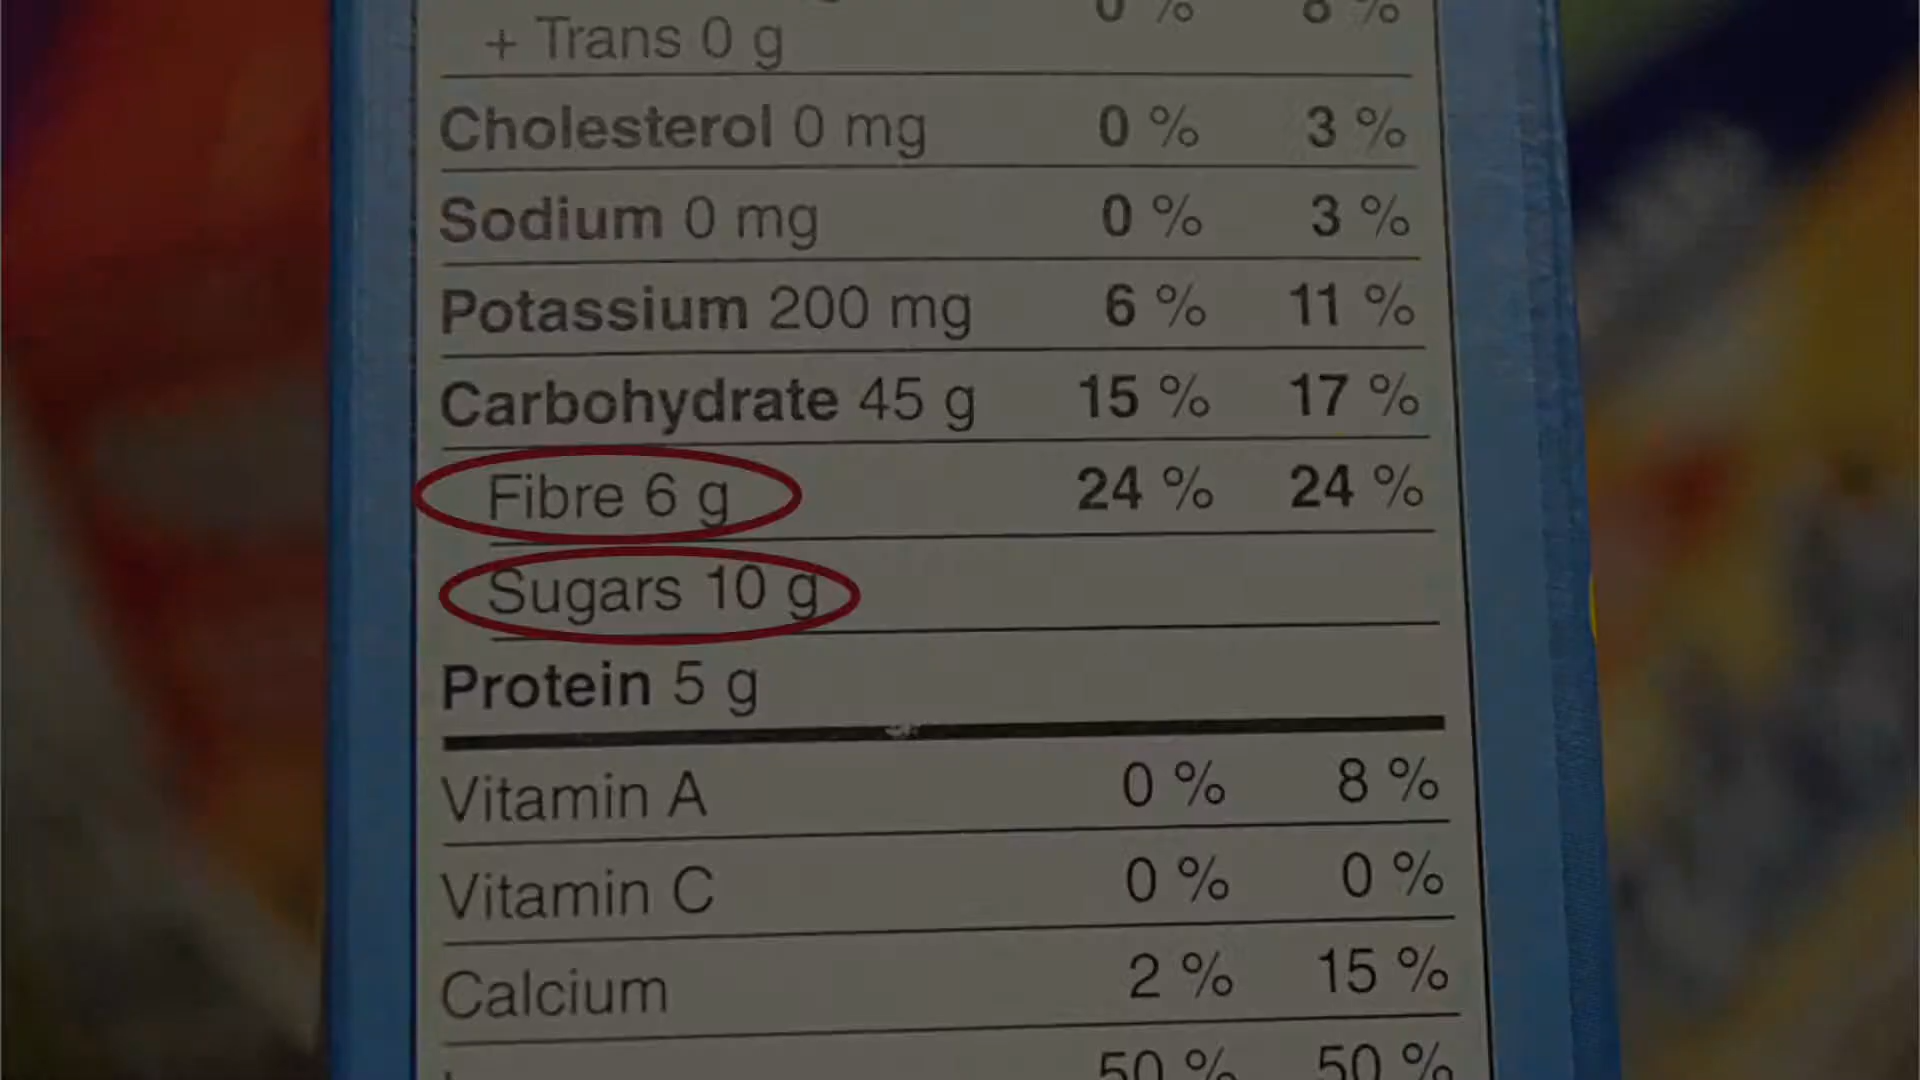 + Trans 0 g 0 % 8 %
Cholesterol 0 mg 0 % 3 %
Sodium 0 mg 0 % 3 %
Potassium 200 mg 6 % 11 %
Carbohydrate 45 g 15 % 17 %
Fibre 6 g 24 % 24 %
Sugars 10 g
Protein 5 g
Vitamin A 0 % 8 %
Vitamin C 0 % 0 %
Calcium 2 % 15 %
50 % 50 %